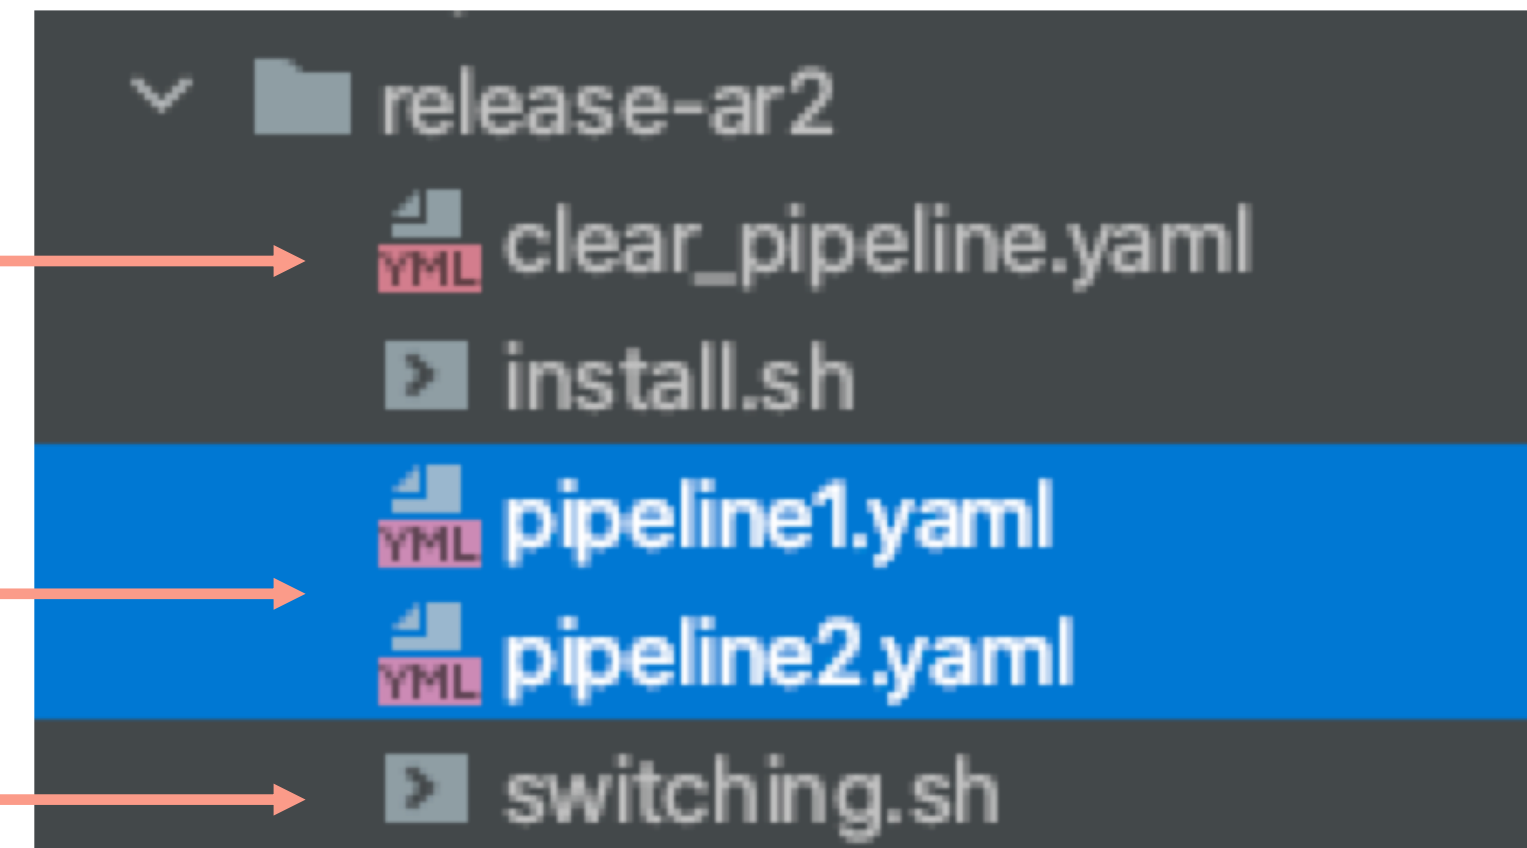 release-ar2
YML clear_pipeline.yaml
install.sh
YML pipeline1.yaml
YML pipeline2.yaml
switching.sh